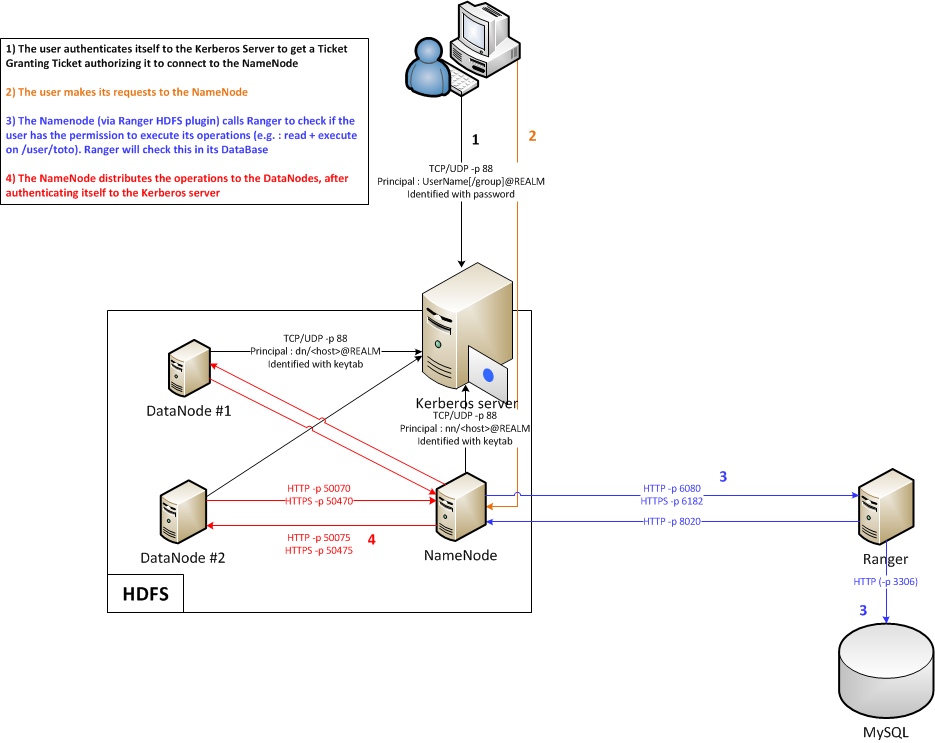 1) The user authenticates itself to the Kerberos Server to get a Ticket
Granting Ticket authorizing it to connect to the NameNode
2) The user makes its requests to the NameNode
3) The Namenode (via Ranger HDFS plugin) calls Ranger to check if the
user has the permission to execute its operations (e.g. : read + execute
on /user/toto). Ranger will check this in its DataBase
4) The NameNode distributes the operations to the DataNodes, after
authenticating itself to the Kerberos server
1
2
TCP/UDP -p 88
Principal : UserName[/group]@REALM
Identified with password
TCP/UDP -p 88
Principal : dn/<host>@REALM
Identified with keytab
DataNode #1
Kerberos server
TCP/UDP -p 88
Principal : nn/<host>@REALM
Identified with keytab
HTTP -p 50070
HTTPS -p 50470
HTTP -p 50075
HTTPS -p 50475
4
DataNode #2
NameNode
3
HTTP -p 6080
HTTPS -p 6182
HTTP -p 8020
Ranger
HTTP (-p 3306)
3
HDFS
MySQL